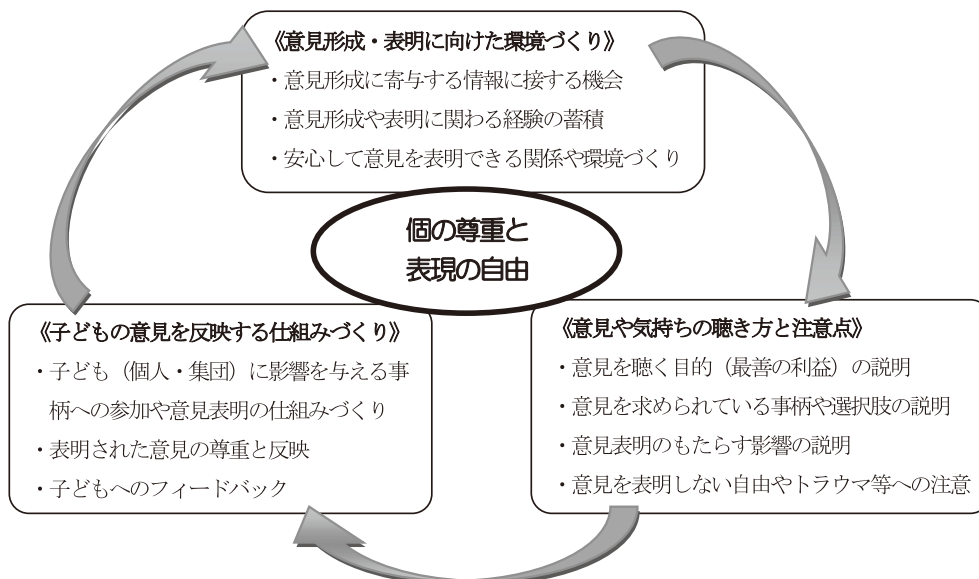 《意見形成・表明に向けた環境づくり》
・意見形成に寄与する情報に接する機会
・意見形成や表明に関わる経験の蓄積
・安心して意見を表明できる関係や環境づくり
個の尊重と
表現の自由
《子どもの意見を反映する仕組みづくり》
・子ども（個人・集団）に影響を与える事
柄への参加や意見表明の仕組みづくり
・表明された意見の尊重と反映
・子どもへのフィードバック
《意見や気持ちの聴き方と注意点》
・意見を聴く目的（最善の利益）の説明
・意見を求められている事柄や選択肢の説明
・意見表明のもたらす影響の説明
・意見を表明しない自由やトラウマ等への注意